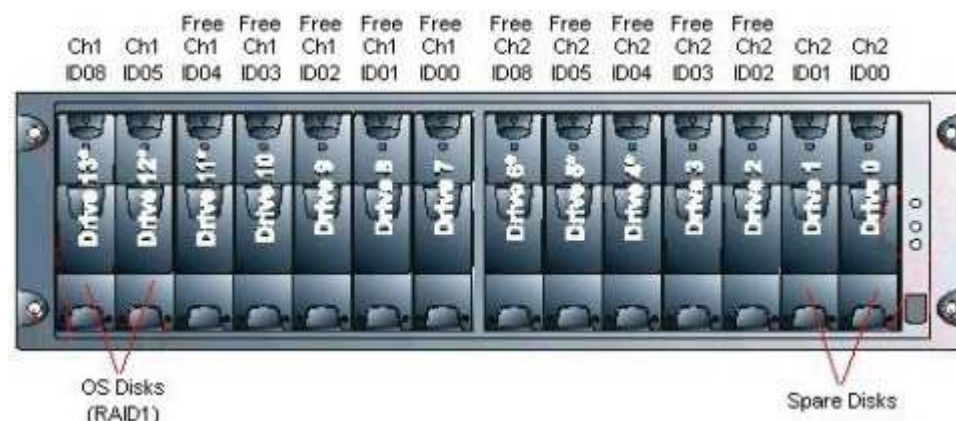 Free Free Free Free Free Free Free Free Free Free
Ch1 Ch1 Ch1 Ch1 Ch1 Ch1 Ch1 Ch2 Ch2 Ch2 Ch2 Ch2 Ch2 Ch2
ID08 ID05 ID04 ID03 ID02 ID01 ID00 ID08 ID05 ID04 ID03 ID02 ID01 ID00
Drive 13*
Drive 12*
Drive 11*
Drive 10
Drive 9
Drive 8
Drive 7
Drive 6*
Drive 5*
Drive 4*
Drive 3
Drive 2
Drive 1
Drive 0
OS Disks
(RAID1)
Spare Disks